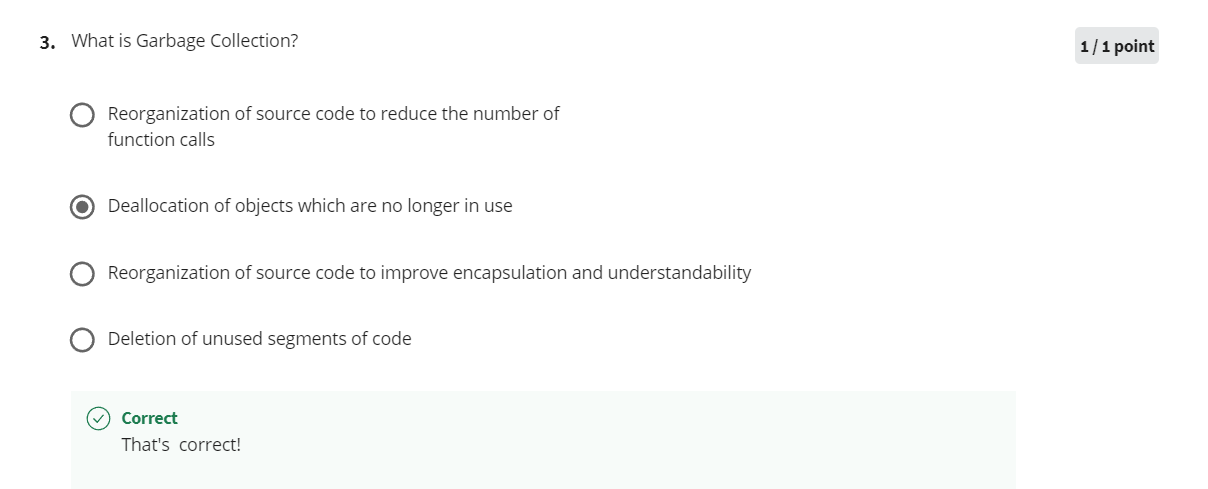 3. What is Garbage Collection?
1 / 1 point
Reorganization of source code to reduce the number of
function calls
Deallocation of objects which are no longer in use
Reorganization of source code to improve encapsulation and understandability
Deletion of unused segments of code
Correct
That's  correct!